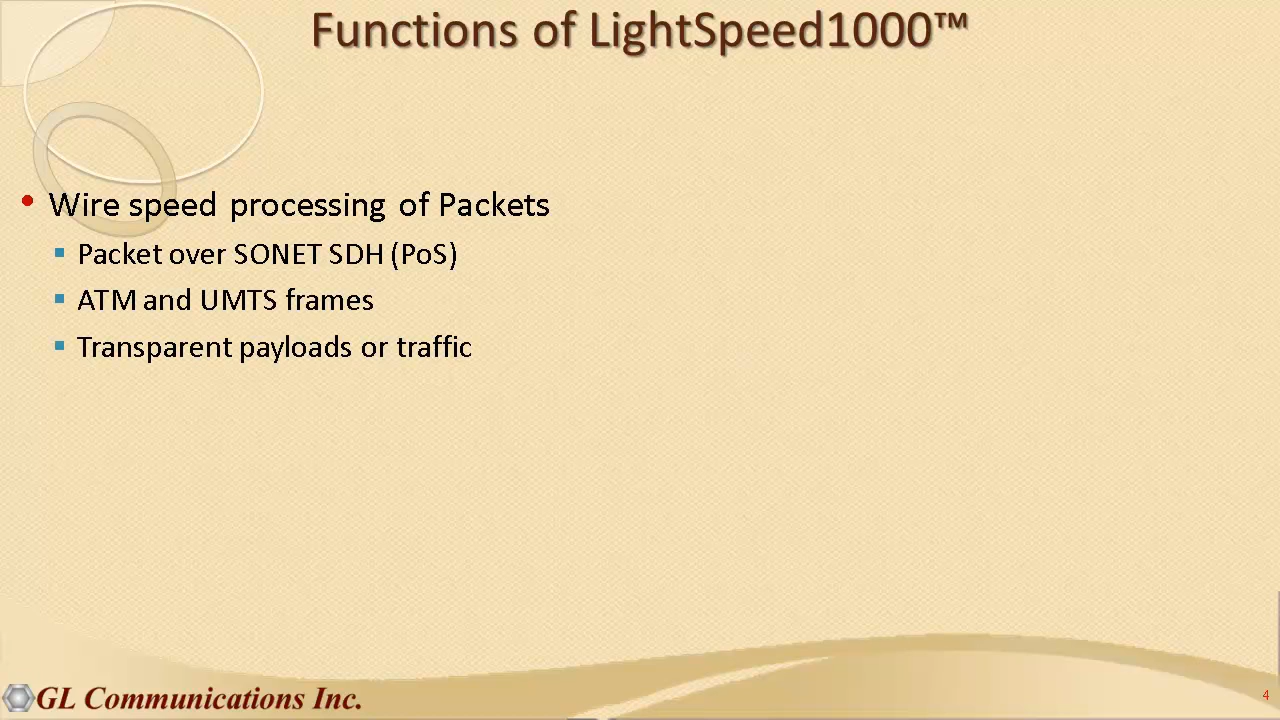 Functions of LightSpeed1000™
• Wire speed processing of Packets
▪ Packet over SONET SDH (PoS)
▪ ATM and UMTS frames
▪ Transparent payloads or traffic
GL Communications Inc.
4